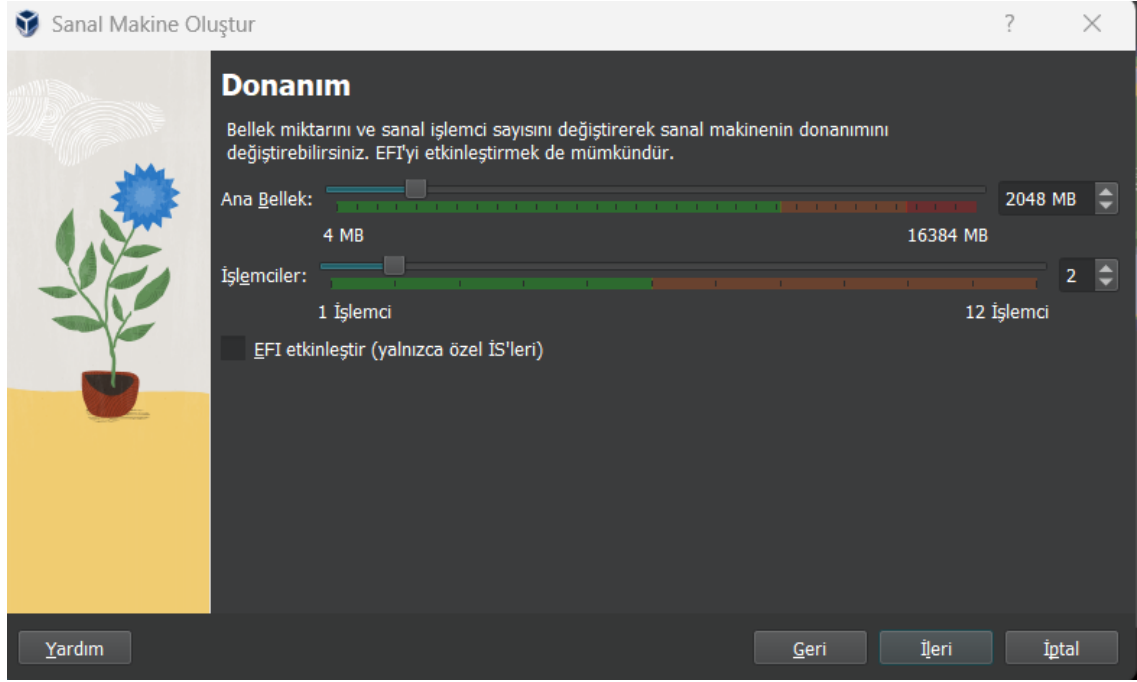 Sanal Makine Oluştur
Donanım
Bellek miktarını ve sanal işlemci sayısını değiştirerek sanal makinenin donanımını
değiştirebilirsiniz. EFI'yi etkinleştirmek de mümkündür.
Ana Bellek: 2048 MB
4 MB 16384 MB
İşlemciler: 2
1 İşlemci 12 İşlemci
EFI etkinleştir (yalnızca özel İS'leri)
Yardım Geri İleri İptal